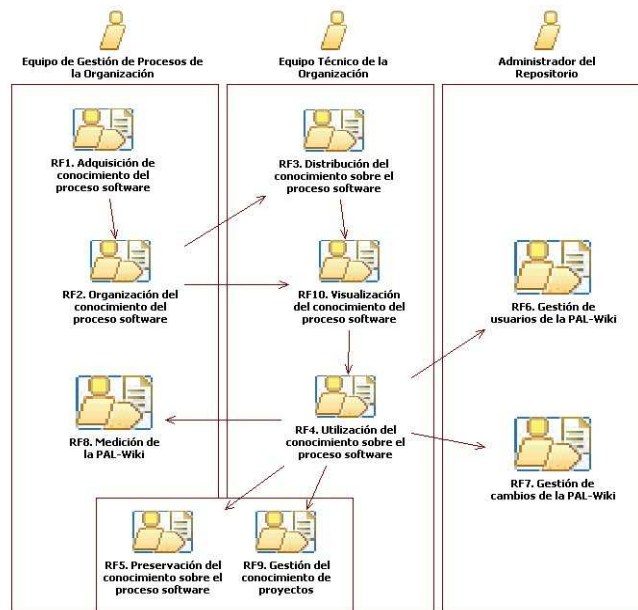 Equipo de Gestión de Procesos de
la Organización
Equipo Técnico de la
Organización
Administrador del
Repositorio
RF1. Adquisición de
conocimiento del
proceso software
RF3. Distribución del
conocimiento sobre el
proceso software
RF2. Organización del
conocimiento del
proceso software
RF10. Visualización
del conocimiento del
proceso software
RF6. Gestión de
usuarios de la PAL-Wiki
RF8. Medición de
la PAL-Wiki
RF4. Utilización del
conocimiento sobre el
proceso software
RF7. Gestión de
cambios de la PAL-Wiki
RF5. Preservación del
conocimiento sobre el
proceso software
RF9. Gestión del
conocimiento de
proyectos